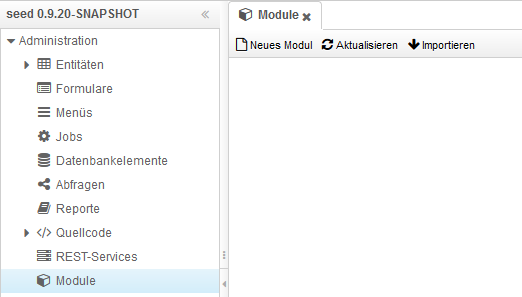 seed 0.9.20-SNAPSHOT
Administration
Entitäten
Formulare
Menüs
Jobs
Datenbankelemente
Abfragen
Reporte
Quellcode
REST-Services
Module
Module
Neues Modul Aktualisieren Importieren